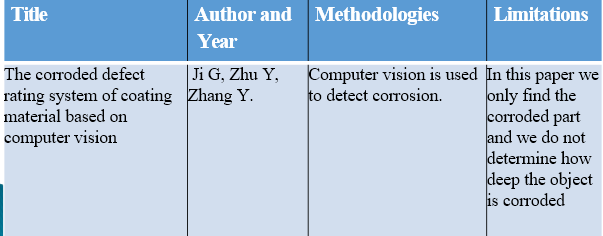 Title
Author and
Year
Methodologies
Limitations
The corroded defect
rating system of coating
material based on
computer vision
Ji G, Zhu Y,
Zhang Y.
Computer vision is used
to detect corrosion.
In this paper we
only find the
corroded part
and we do not
determine how
deep the object
is corroded